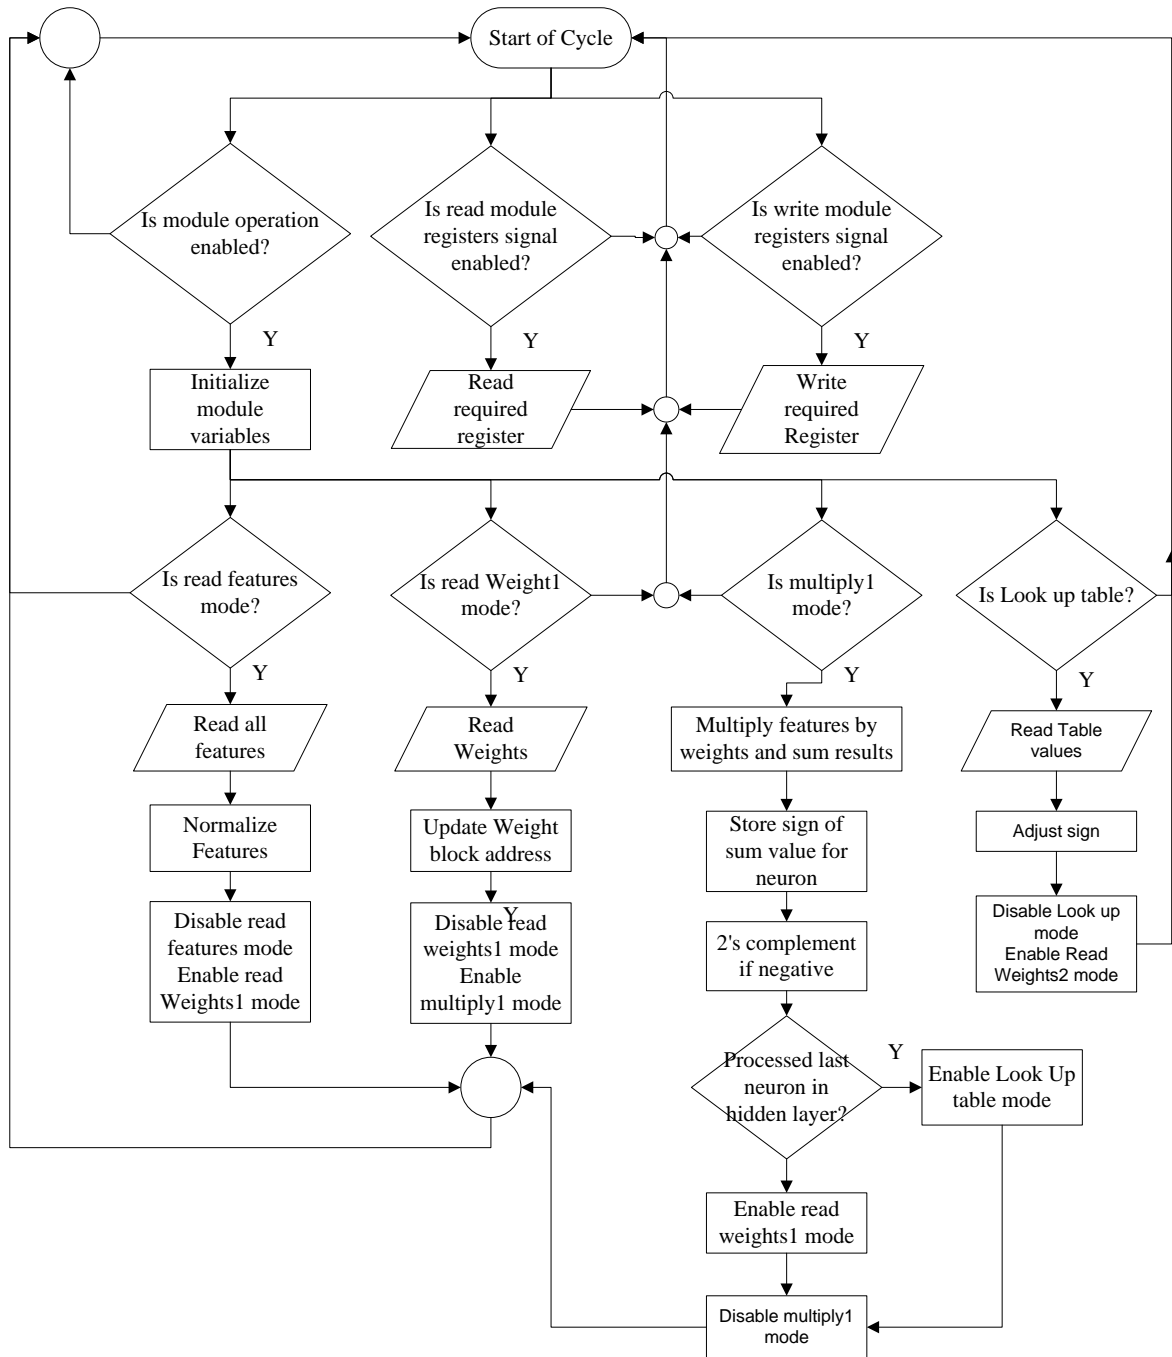 Start of Cycle
Is module operation
enabled?
Is read module
registers signal
enabled?
Is write module
registers signal
enabled?
Y
Y
Y
Initialize
module
variables
Read
required
register
Write
required
Register
Is read features
mode?
Is read Weight1
mode?
Is multiply1
mode?
Is Look up table?
Y
Y
Y
Y
Read all
features
Read
Weights
Multiply features by
weights and sum results
Read Table
values
Normalize
Features
Update Weight
block address
Store sign of
sum value for
neuron
Adjust sign
Disable read
features mode
Enable read
Weights1 mode
Y
Disable read
weights1 mode
Enable
multiply1 mode
2's complement
if negative
Disable Look up
mode
Enable Read
Weights2 mode
Processed last
neuron in
hidden layer?
Y
Enable Look Up
table mode
Enable read
weights1 mode
Disable multiply1
mode